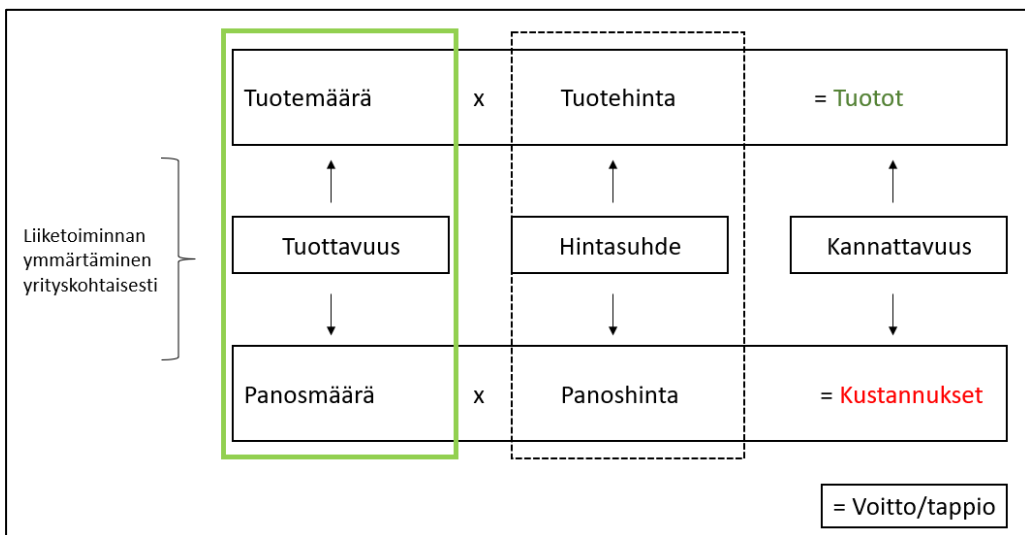 Tuotemäärä x Tuotehinta = Tuotot
Liiketoiminnan
ymmärtäminen
yrityskohtaisesti
Tuottavuus Hintasuhde Kannattavuus
Panosmäärä x Panoshinta = Kustannukset
= Voitto/tappio